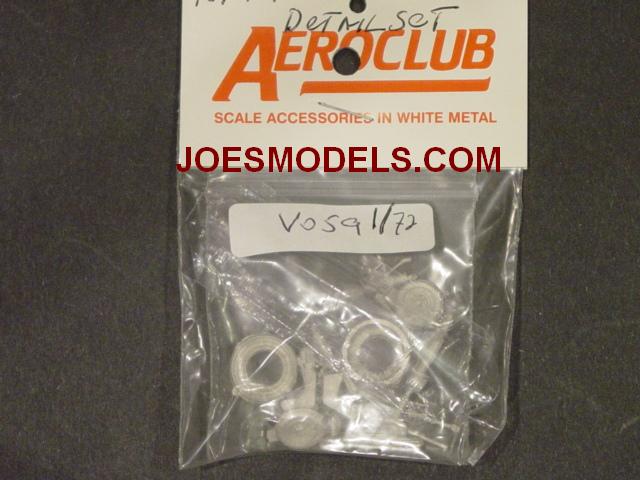 DETAIL SET
AEROCLUB
SCALE ACCESSORIES IN WHITE METAL
JOESMODELS.COM
V059 1/72